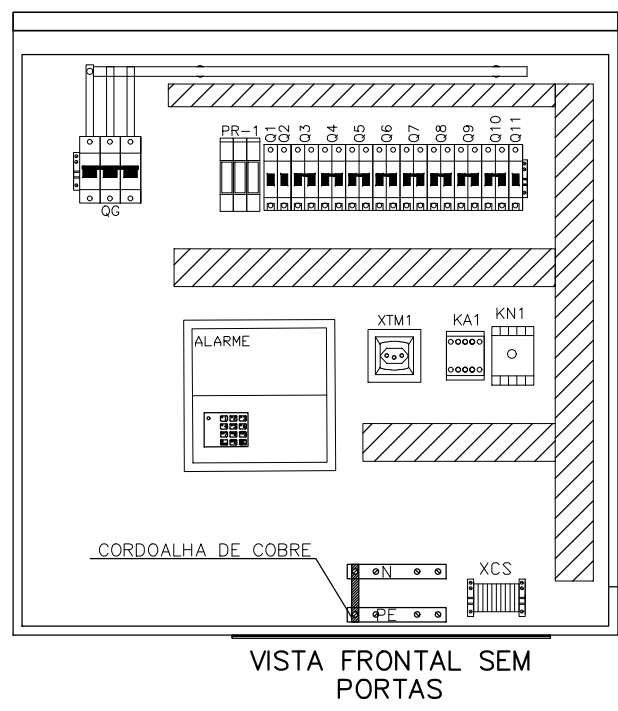 PR-1 Q1 Q2 Q3 Q4 Q5 Q6 Q7 Q8 Q9 Q10 Q11
QG
XTM1 KA1 KN1
ALARME
CORDOALHA DE COBRE
N
XCS
PE
VISTA FRONTAL SEM
PORTAS